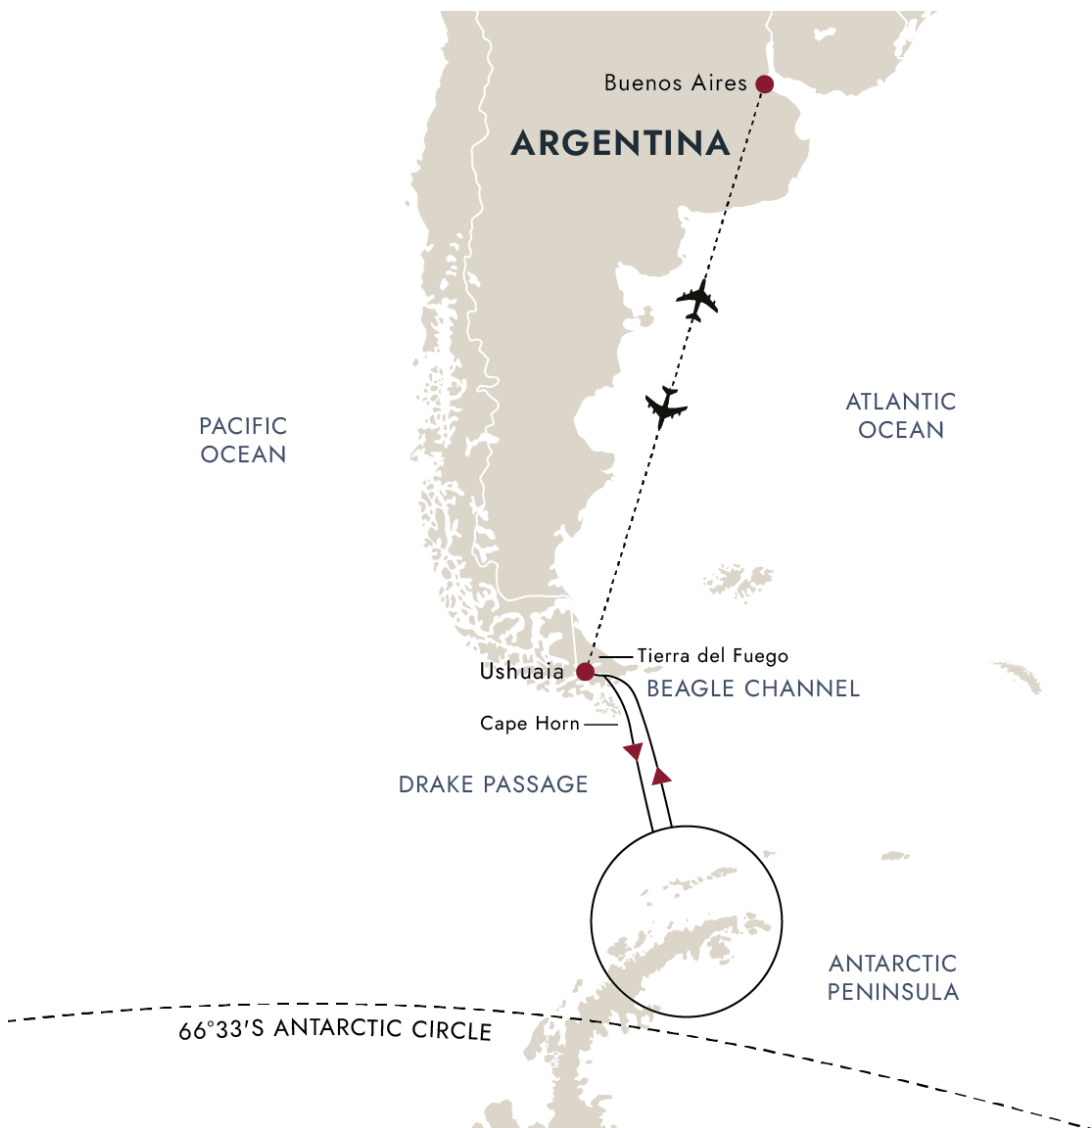 Buenos Aires
ARGENTINA
PACIFIC
OCEAN
ATLANTIC
OCEAN
Tierra del Fuego
Ushuaia
BEAGLE CHANNEL
Cape Horn
DRAKE PASSAGE
ANTARCTIC
PENINSULA
66°33'S ANTARCTIC CIRCLE